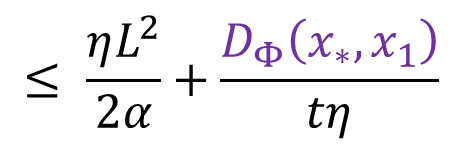 ≤ ηL²/2α + D_Φ(x_*, x_1)/tη